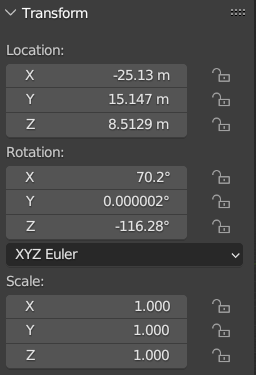 Transform
Location:
X -25.13 m
Y 15.147 m
Z 8.5129 m
Rotation:
X 70.2°
Y 0.000002°
Z -116.28°
XYZ Euler
Scale:
X 1.000
Y 1.000
Z 1.000